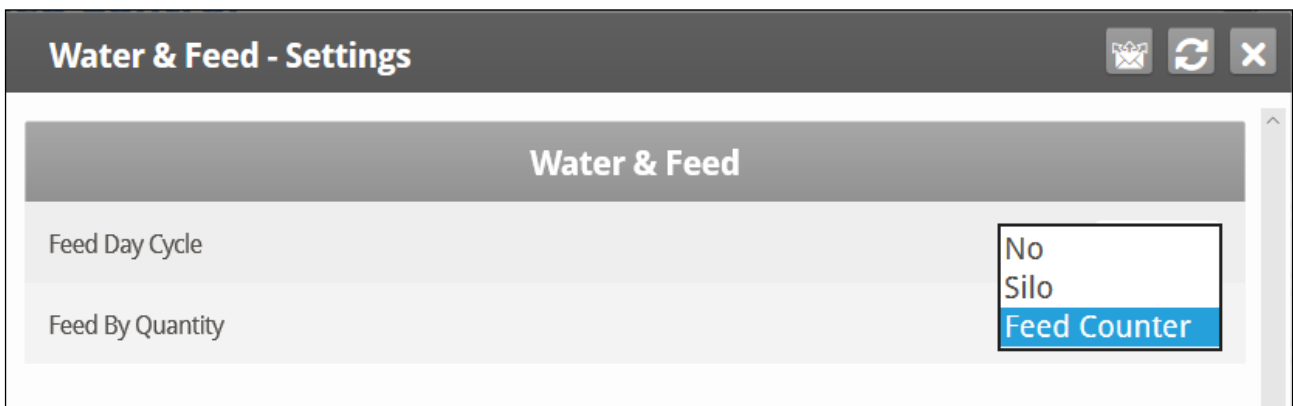 Water & Feed - Settings
Water & Feed
Feed Day Cycle
No
Silo
Feed By Quantity
Feed Counter